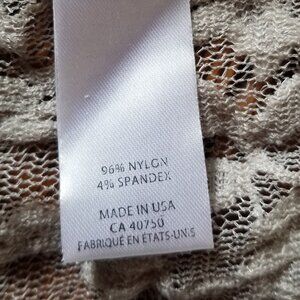 96% NYLON
4% SPANDEX
MADE IN USA
CA 40750
FABRIQUÉ EN ÉTATS-UNIS